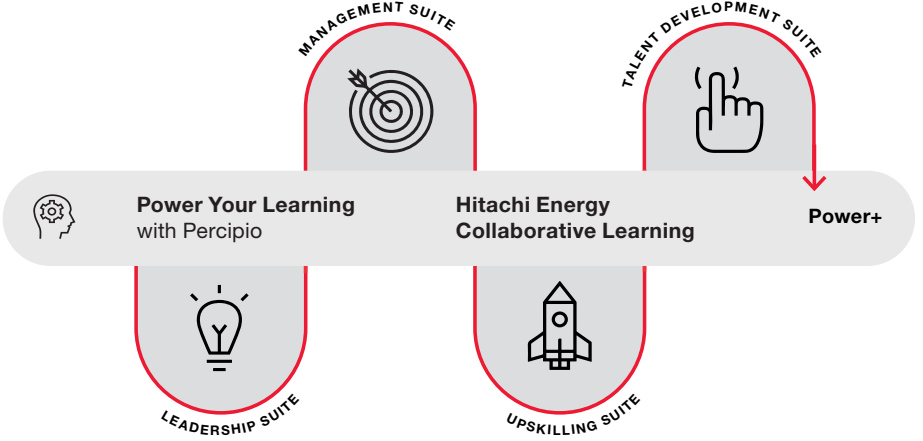 MANAGEMENT SUITE
TALENT DEVELOPMENT SUITE
Power Your Learning
with Percipio
Hitachi Energy
Collaborative Learning
Power+
LEADERSHIP SUITE
UPSKILLING SUITE